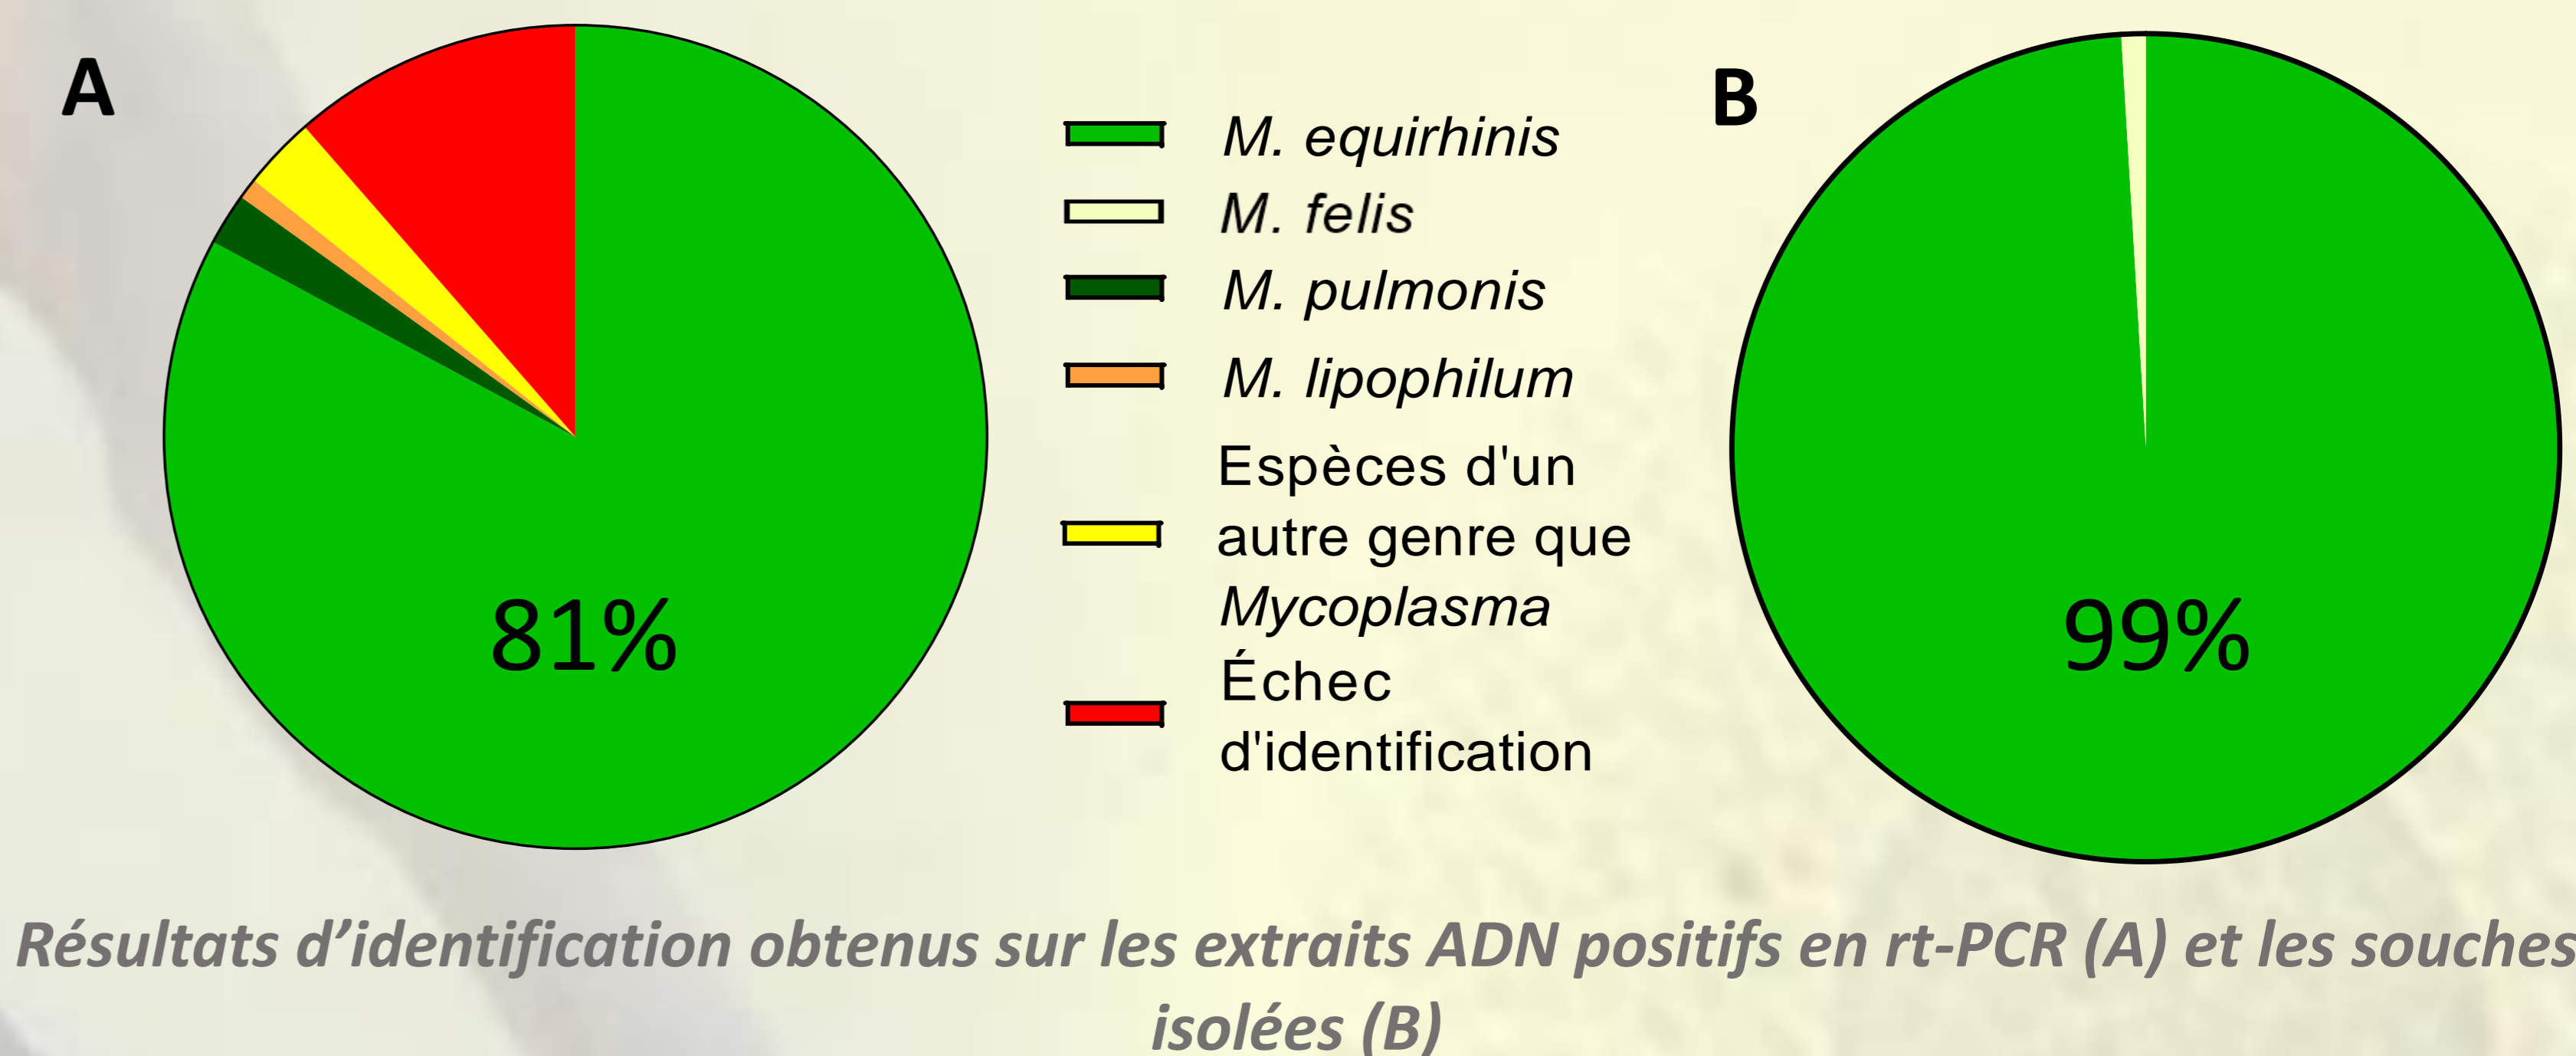 A
81%
M. equirhinis
M. felis
M. pulmonis
M. lipophilum
Espèces d'un
autre genre que
Mycoplasma
Échec
d'identification
B
99%
Résultats d’identification obtenus sur les extraits ADN positifs en rt-PCR (A) et les souches
isolées (B)